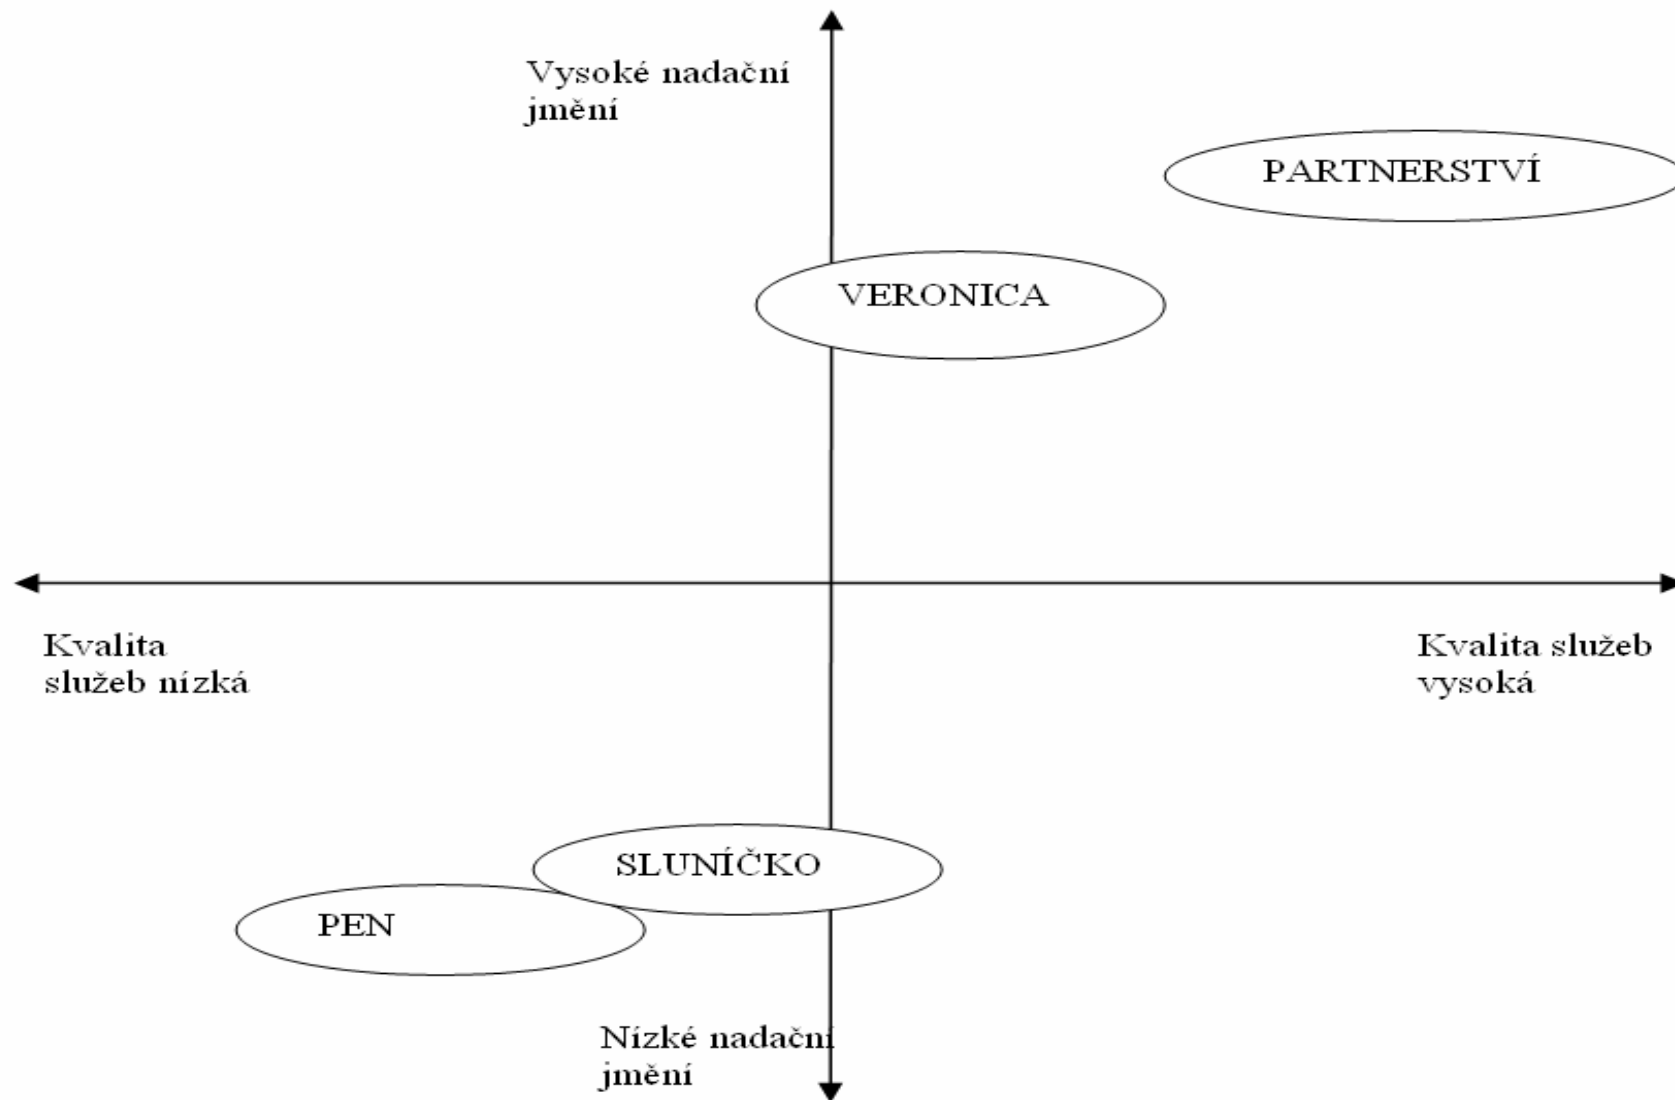 Vysoké nadační
jmění
PARTNERSTVÍ
VERONICA
Kvalita
služeb nízká
Kvalita služeb
vysoká
SLUNÍČKO
PEN
Nízké nadační
jmění